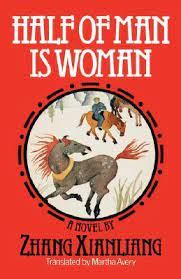 HALF OF MAN
IS WOMAN
A NOVEL BY
ZHANG XIANLIANG
Translated by Martha Avery